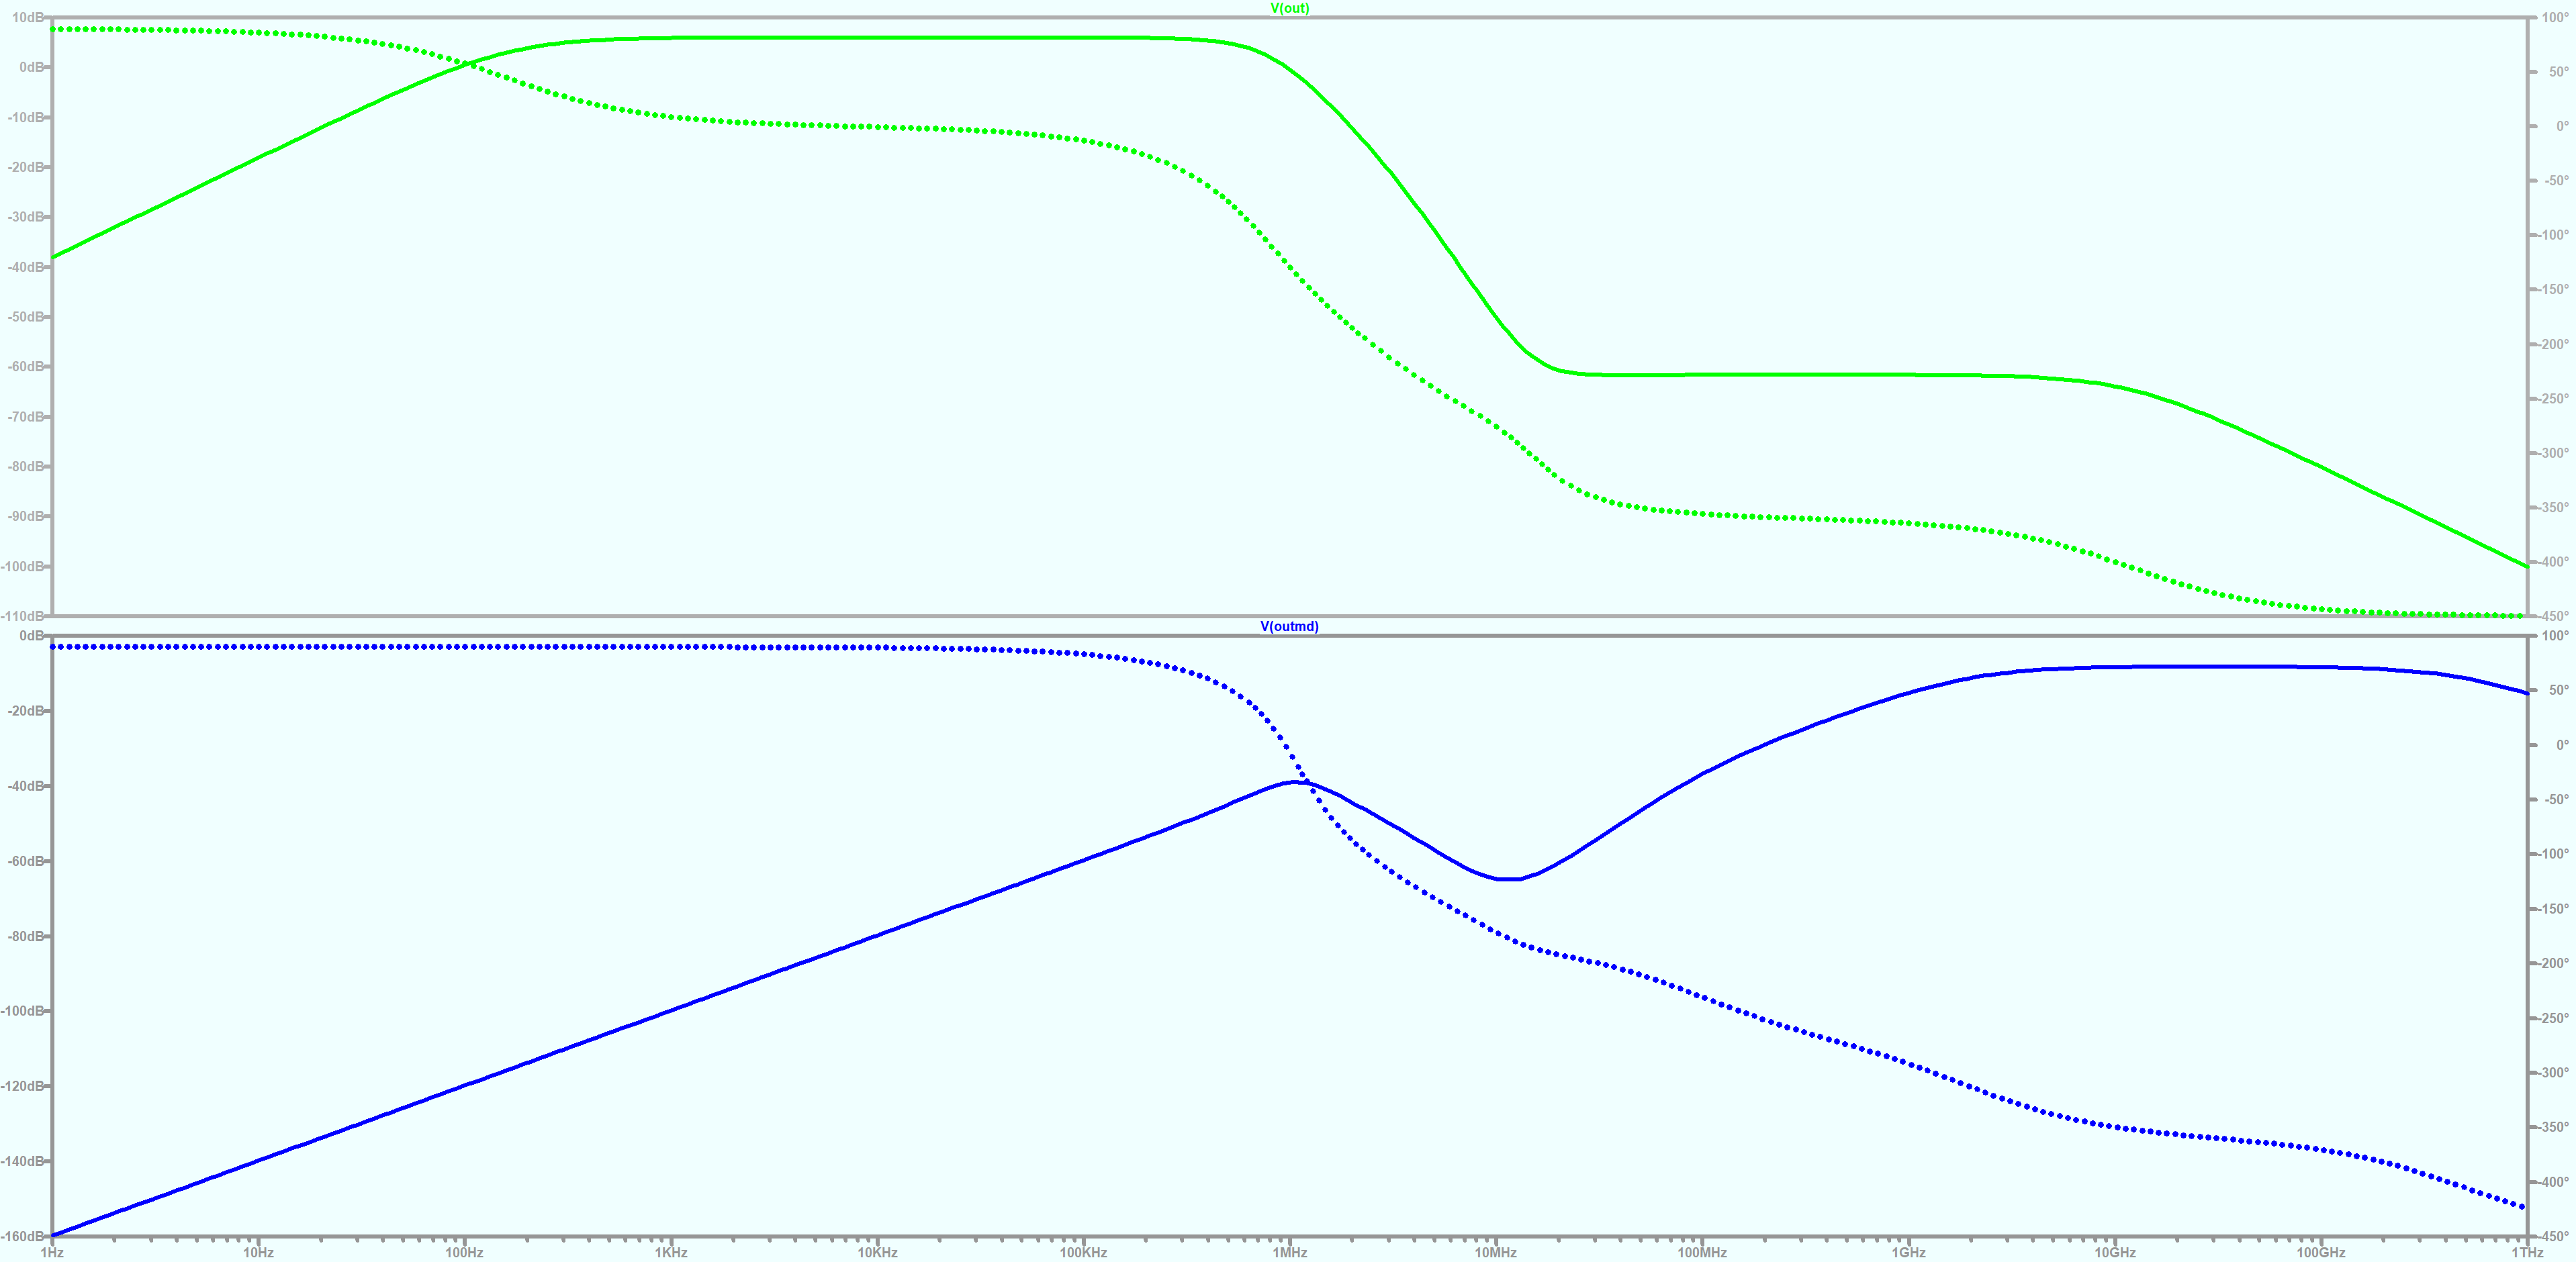 V(out)
10dB 100°
0dB 50°
-10dB 0°
-20dB -50°
-30dB -100°
-40dB -150°
-50dB -200°
-60dB -250°
-70dB -300°
-80dB -350°
-90dB -400°
-100dB -450°
-110dB
V(outmd)
0dB 100°
-20dB 50°
-40dB 0°
-60dB -50°
-80dB -100°
-100dB -150°
-120dB -200°
-140dB -250°
-160dB -300°
-350°
-400°
-450°
1Hz 10Hz 100Hz 1KHz 10KHz 100KHz 1MHz 10MHz 100MHz 1GHz 10GHz 100GHz 1THz